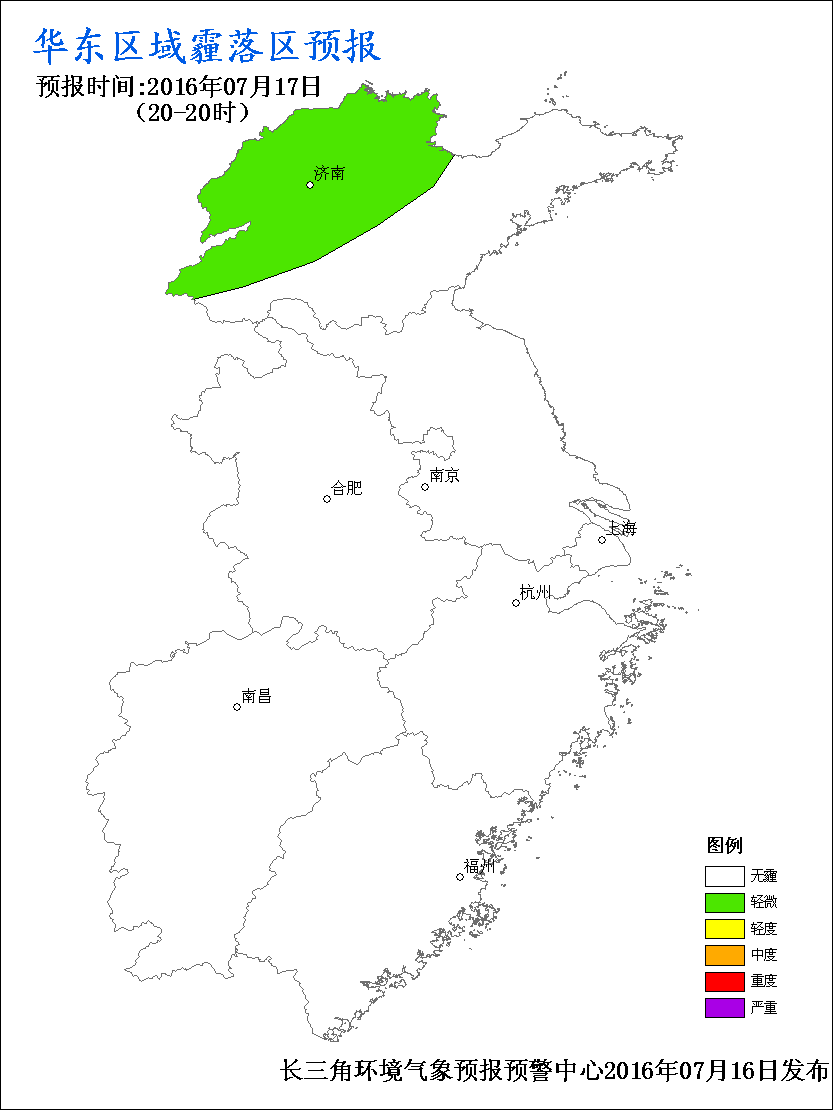 华东区域霾落区预报
预报时间:2016年07月17日
（20-20时）
济南
南京
合肥
上海
杭州
南昌
福州
图例
无霾
轻微
轻度
中度
重度
严重
长三角环境气象预报预警中心2016年07月16日发布